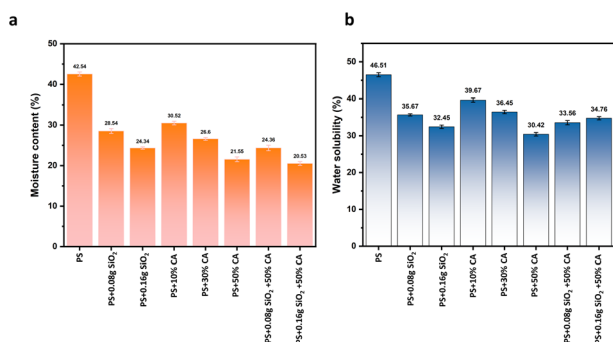 a
Moisture content (%)
60
50
40
30
20
10
0
42.54
28.54
24.34
30.52
26.6
21.55
24.36
20.53
PS
PS+0.08g SiO₂
PS+0.16g SiO₂
PS+10% CA
PS+30% CA
PS+50% CA
PS+0.08g SiO₂ +50% CA
PS+0.16g SiO₂ +50% CA
b
Water solubility (%)
50
40
30
20
10
0
46.51
35.67
32.45
39.67
36.45
30.42
33.56
34.76
PS
PS+0.08g SiO₂
PS+0.16g SiO₂
PS+10% CA
PS+30% CA
PS+50% CA
PS+0.08g SiO₂ +50% CA
PS+0.16g SiO₂ +50% CA